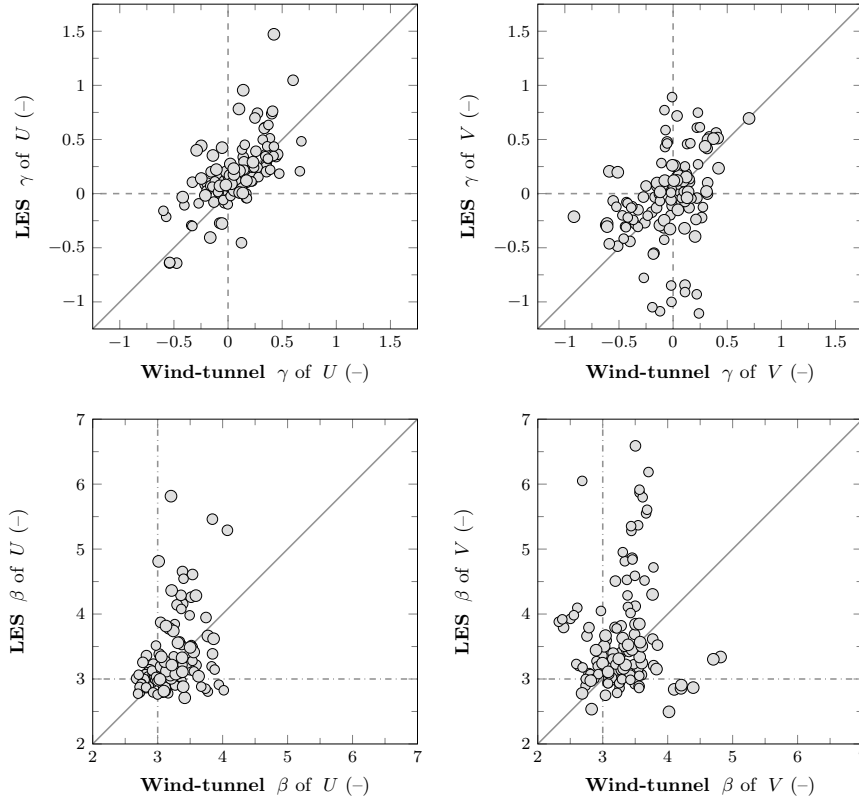 1.5
1
0.5
0
−0.5
−1
−1 −0.5 0 0.5 1 1.5
LES γ of U (–)
Wind-tunnel γ of U (–)
1.5
1
0.5
0
−0.5
−1
−1 −0.5 0 0.5 1 1.5
LES γ of V (–)
Wind-tunnel γ of V (–)
7
6
5
4
3
2
2 3 4 5 6 7
LES β of U (–)
Wind-tunnel β of U (–)
7
6
5
4
3
2
2 3 4 5 6
LES β of V (–)
Wind-tunnel β of V (–)